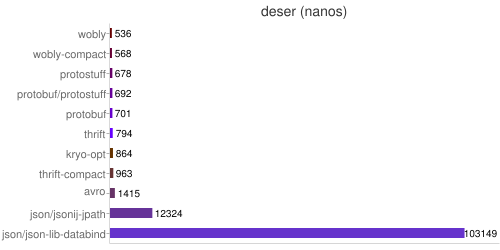 deser (nanos)
wobly 536
wobly-compact 568
protostuff 678
protobuf/protostuff 692
protobuf 701
thrift 794
kryo-opt 864
thrift-compact 963
avro 1415
json/jsonij-jpath 12324
json/json-lib-databind 103149